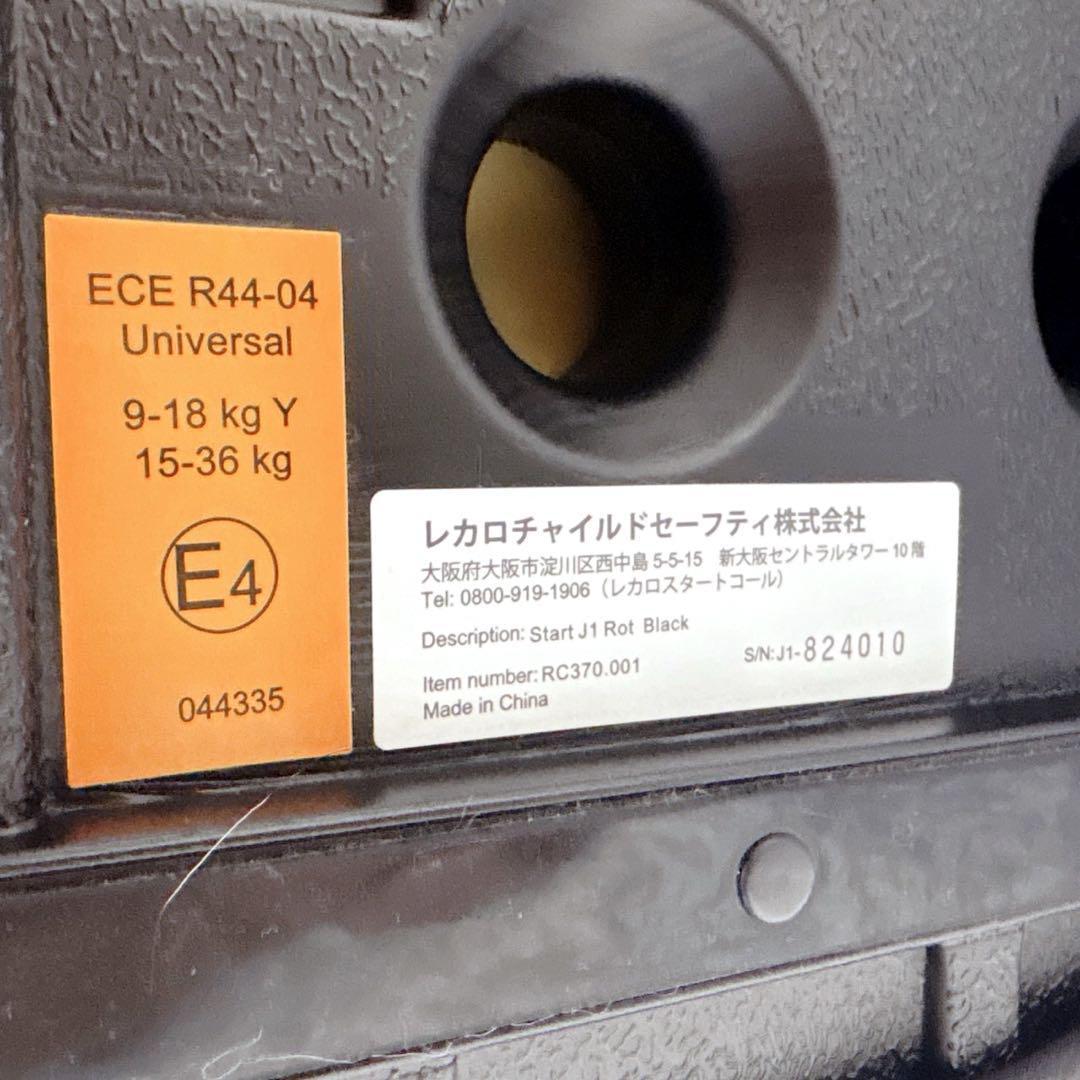 ECE R44-04
Universal
9-18 kg Y
15-36 kg
E4
044335
レカロチャイルドセーフティ株式会社
大阪府大阪市淀川区西中島 5-5-15　新大阪セントラルタワー 10 階
Tel: 0800-919-1906（レカロスタートコール）
Description: Start J1 Rot Black
Item number: RC370.001
S/N:J1-824010
Made in China